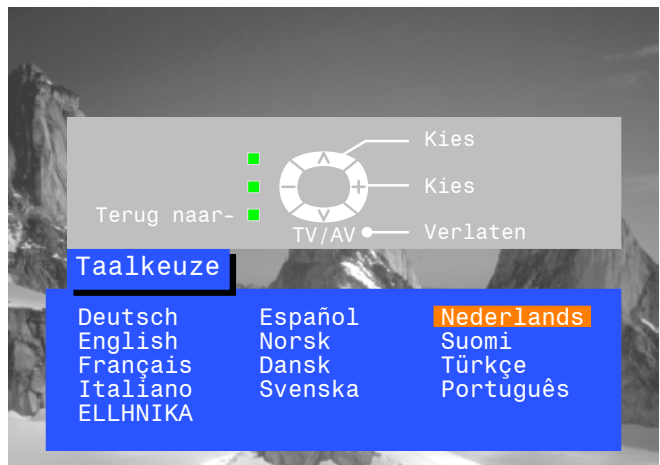 Kies
Kies
Terug naar-
TV/AV Verlaten
Taalkeuze
Deutsch Español Nederlands
English Norsk Suomi
Français Dansk Türkçe
Italiano Svenska Português
ELLHNIKA